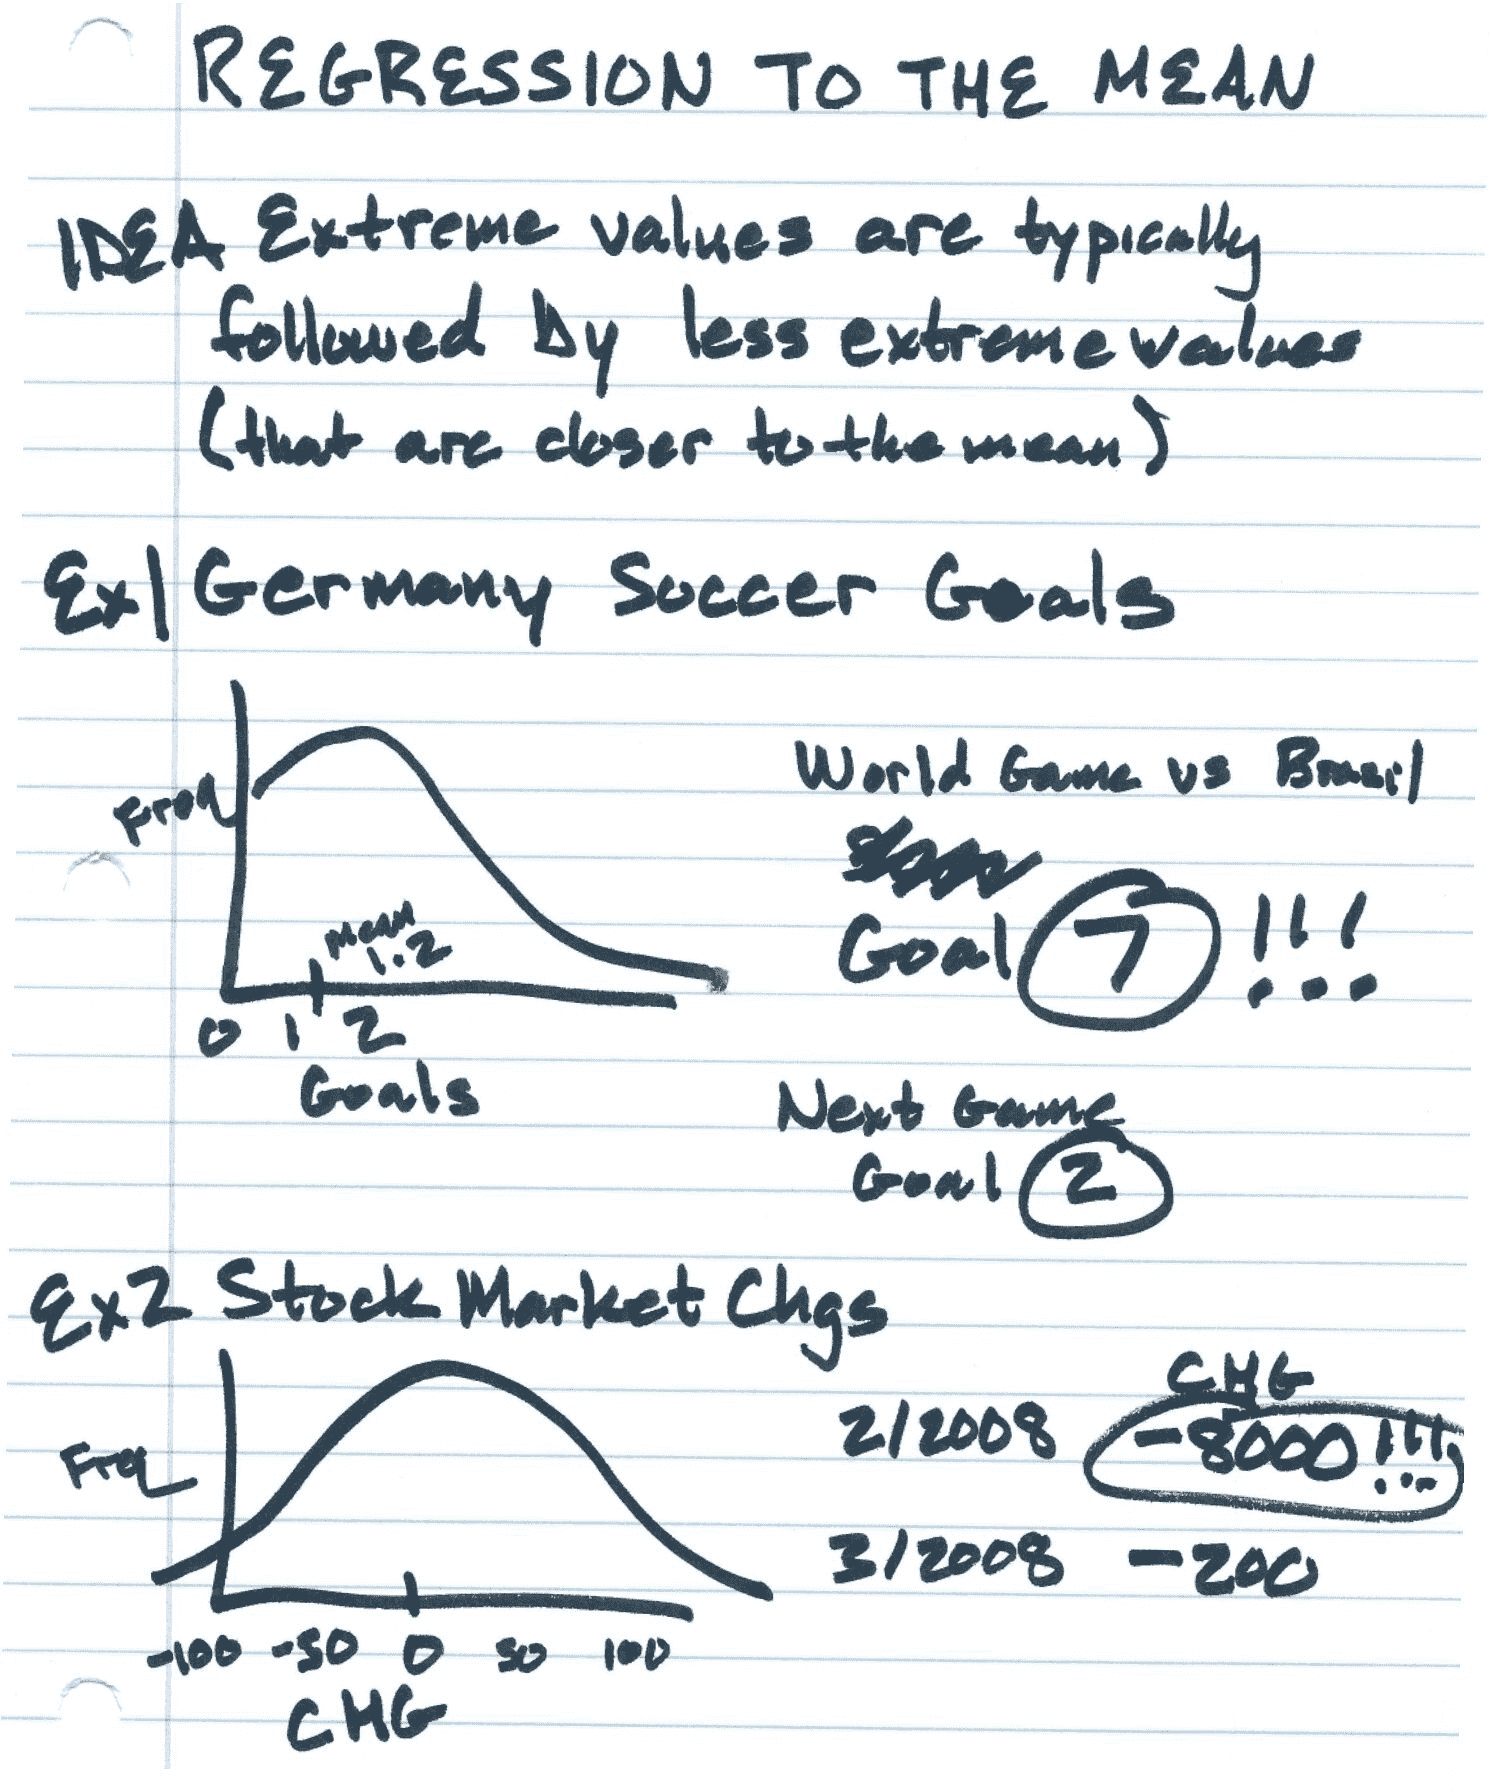 REGRESSION TO THE MEAN
IDEA Extreme values are typically
followed by less extreme values
(that are closer to the mean)
Ex1 Germany Soccer Goals
Freq
Mean
1.2
0 1 2
Goals
World Game vs Brazil
Goal 7 !!!
Next Game
Goal 2
Ex2 Stock Market Chgs
Freq
-100 -50 0 50 100
CHG
CHG
2/2008 -8000!!!
3/2008 -200